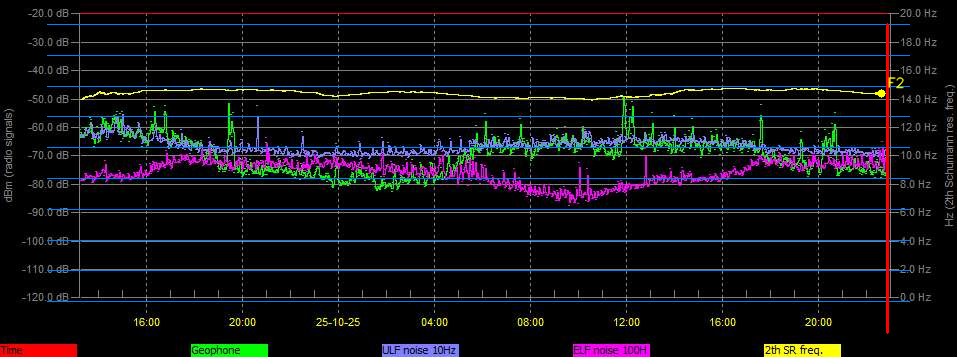 -20.0 dB
-30.0 dB
-40.0 dB
-50.0 dB
-60.0 dB
-70.0 dB
-80.0 dB
-90.0 dB
-100.0 dB
-110.0 dB
-120.0 dB
dBm (radio signals)
20.0 Hz
18.0 Hz
16.0 Hz
14.0 Hz
12.0 Hz
10.0 Hz
8.0 Hz
6.0 Hz
4.0 Hz
2.0 Hz
0.0 Hz
Hz (2th Schumann res. freq.)
F2
16:00 20:00 25-10-25 04:00 08:00 12:00 16:00 20:00
Time Geophone ULF noise 10Hz ELF noise 100H 2th SR freq.